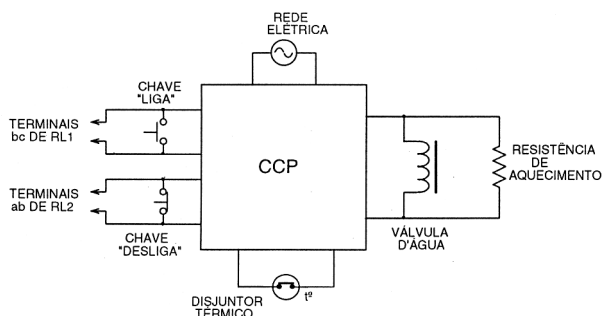 REDE
ELÉTRICA
CHAVE
"LIGA"
TERMINAIS
bc DE RL1
CCP
RESISTÊNCIA
DE
AQUECIMENTO
TERMINAIS
ab DE RL2
VÁLVULA
D'ÁGUA
CHAVE
"DESLIGA"
tº
DISJUNTOR
TÉRMICO